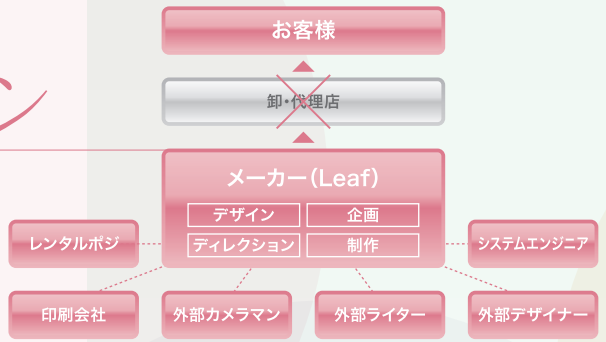 お客様
卸・代理店
ン
メーカー(Leaf)
デザイン
企画
ディレクション
制作
レンタルポジ
システムエンジニア
印刷会社
外部カメラマン
外部ライター
外部デザイナー